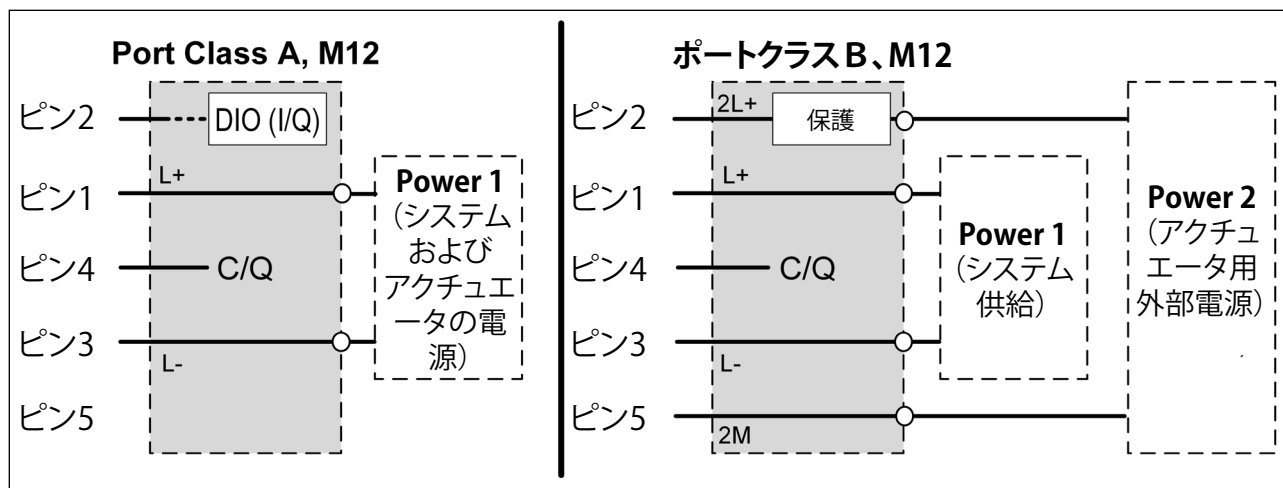 Port Class A, M12
ピン2
DIO (I/Q)
ピン1
L+
Power 1
（システム
および
アクチュエ
ータの電
源）
ピン4
C/Q
ピン3
L-
ピン5
ポートクラスB、M12
ピン2
2L+
保護
ピン1
L+
ピン4
C/Q
ピン3
L-
ピン5
2M
Power 1
（システム
供給）
Power 2
（アクチュ
エータ用
外部電源）